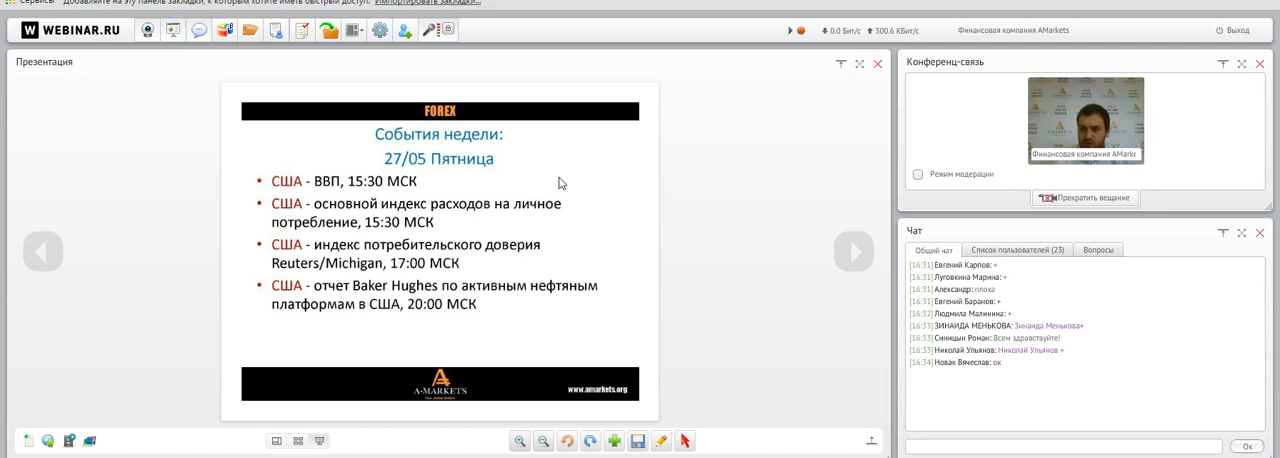 Сервисы Добавляйте на эту панель закладки, к которым хотите иметь быстрый доступ. Импортировать закладки...
W WEBINAR.RU
0.0 Бит/с 300.6 КБит/с
Финансовая компания AMarkets
Выход
Презентация
FOREX
События недели:
27/05 Пятница
• США - ВВП, 15:30 МСК
• США - основной индекс расходов на личное
потребление, 15:30 МСК
• США - индекс потребительского доверия
Reuters/Michigan, 17:00 МСК
• США - отчет Baker Hughes по активным нефтяным
платформам в США, 20:00 МСК
A·MARKETS
www.amarkets.org
Конференц-связь
Финансовая компания AMarke
Режим модерации
Прекратить вещание
Чат
Общий чат Список пользователей (23) Вопросы
[16:31] Евгений Карпов: +
[16:31] Луговкина Марина: +
[16:31] Александр: плоха
[16:31] Евгений Баранов: +
[16:32] Людмила Малинина: +
[16:33] ЗИНАИДА МЕНЬКОВА: Зинаида Менькова+
[16:33] Синицын Роман: Всем здравствуйте!
[16:33] Николай Ульянов: Николай Ульянов +
[16:34] Новак Вячеслав: ок
Ок